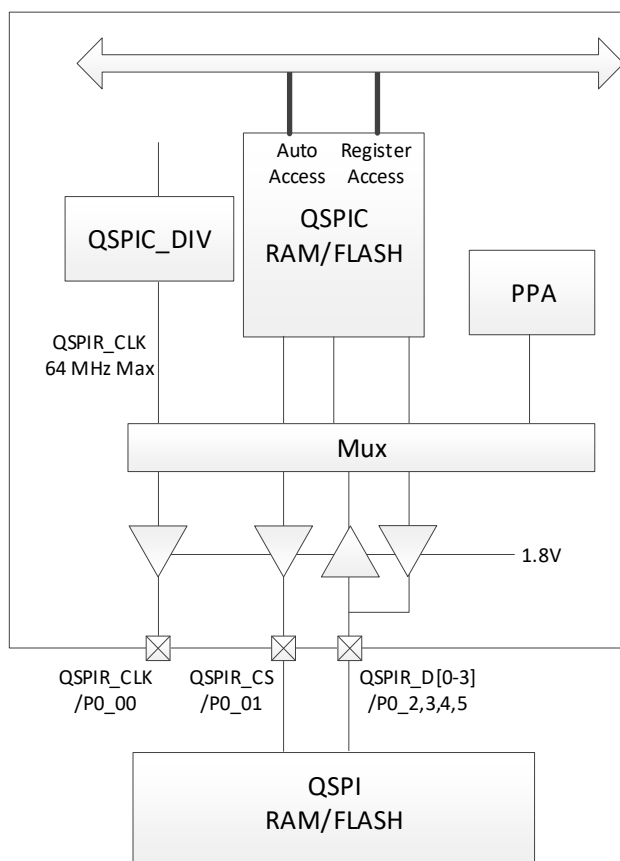 Auto Access
Register Access
QSPIC
RAM/FLASH
QSPIC_DIV
PPA
QSPIR_CLK
64 MHz Max
Mux
1.8V
QSPIR_CLK
/P0_00
QSPIR_CS
/P0_01
QSPIR_D[0-3]
/P0_2,3,4,5
QSPI
RAM/FLASH